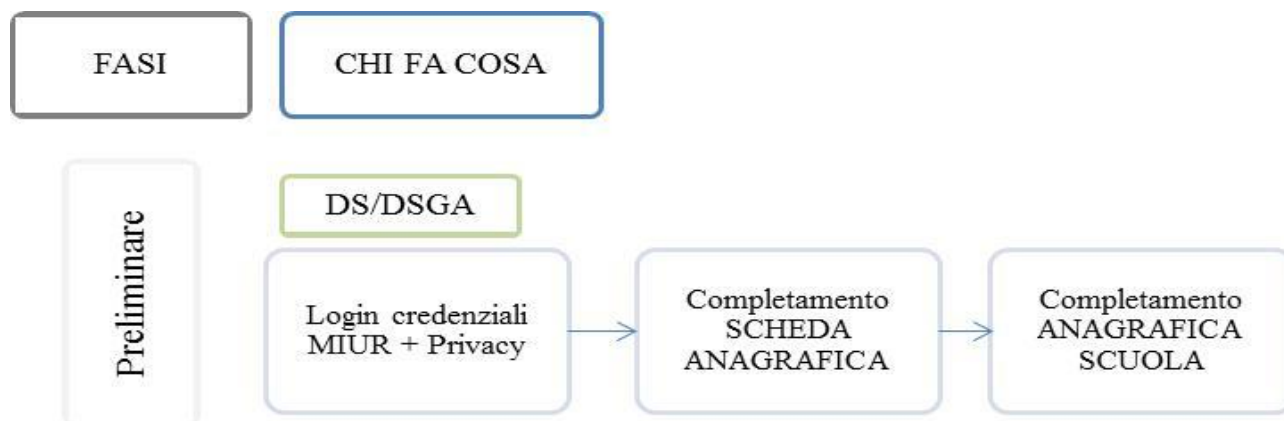 FASI
CHI FA COSA
Preliminare
DS/DSGA
Login credenziali
MIUR + Privacy
Completamento
SCHEDA
ANAGRAFICA
Completamento
ANAGRAFICA
SCUOLA